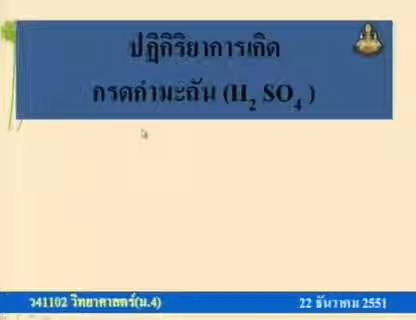 ปฏิกิริยาการเกิด
กรดกำมะถัน (H₂ SO₄ )
ว41102 วิทยาศาสตร์(ม.4)
22 ธันวาคม 2551